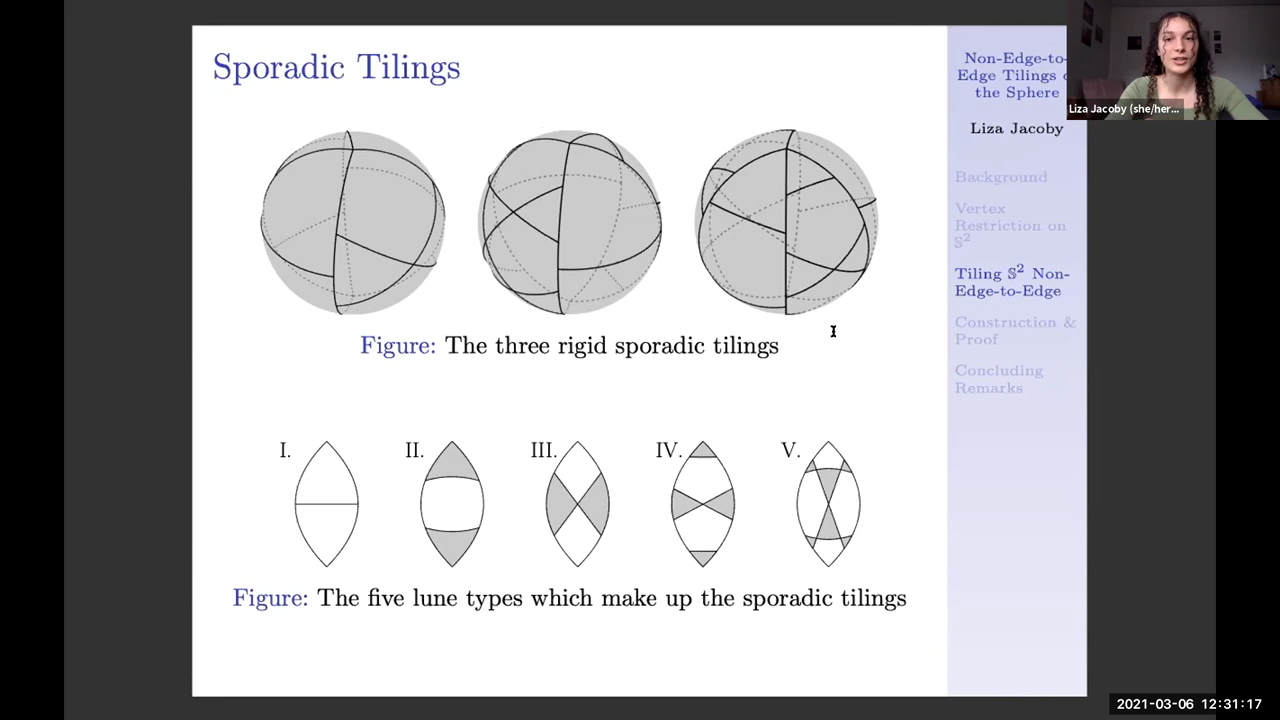 Sporadic Tilings
Figure: The three rigid sporadic tilings
I.
II.
III.
IV.
V.
Figure: The five lune types which make up the sporadic tilings
Non-Edge-to-
Edge Tilings
the Sphere
Liza Jacoby
Background
Vertex
Restriction on
𝕊²
Tiling 𝕊² Non-
Edge-to-Edge
Construction &
Proof
Concluding
Remarks
Liza Jacoby (she/her...
2021-03-06 12:31:17